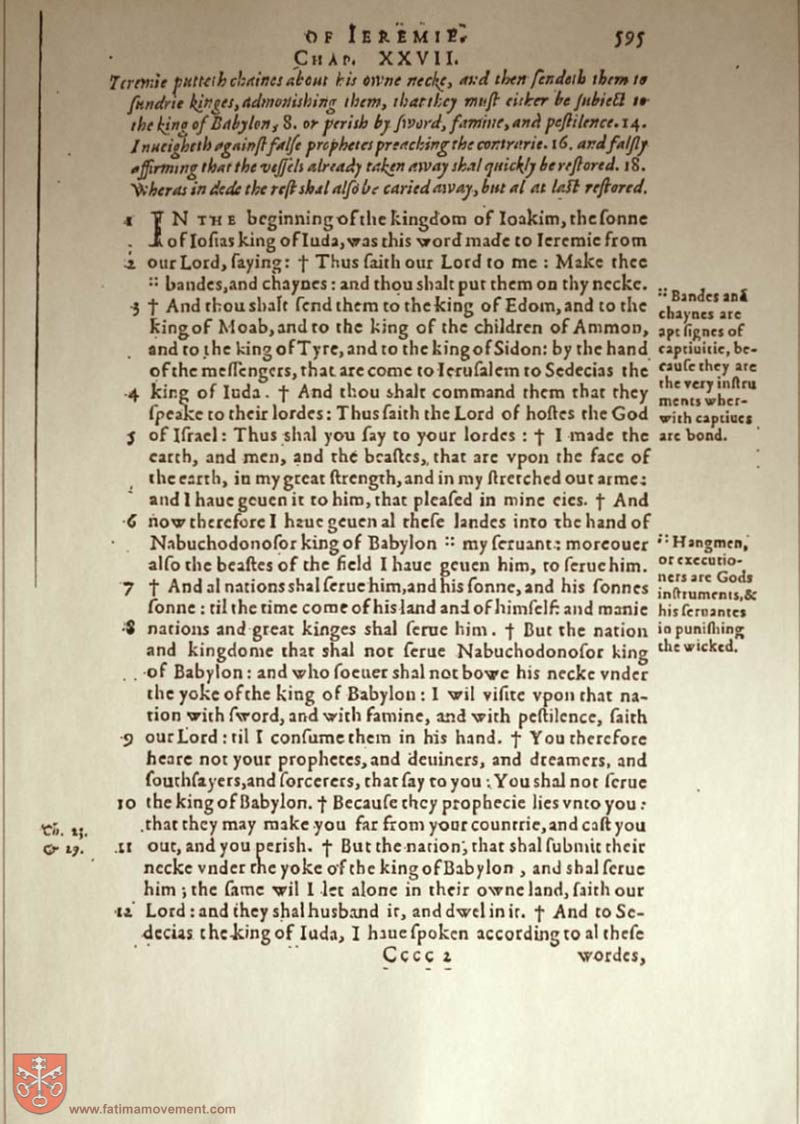 OF IEREMIE. 595
CHAP. XXVII.
Ieremie putteth chaines about his owne necke, and then sendeth them to
sundrie kinges, admonishing them, that they must either be subiect to
the king of Babylon, 8. or perish by sword, famine, and pestilence. 14.
Inueigheth against false prophetes preaching the contrarie. 16. and falsly
affirming that the vessels already taken away shal quickly be restored. 18.
Wheras in dede the rest shal also be caried away, but al at last restored.
1 IN THE beginning of the kingdom of Ioakim, the sonne
of Iosias king of Iuda, was this word made to Ieremie from
2 our Lord, saying: † Thus saith our Lord to me : Make thee
:: bandes, and chaynes : and thou shalt put them on thy necke.
3 † And thou shalt send them to the king of Edom, and to the
king of Moab, and to the king of the children of Ammon,
and to the king of Tyre, and to the king of Sidon: by the hand
of the messengers, that are come to Ierusalem to Sedecias the
4 king of Iuda. † And thou shalt command them that they
speake to their lordes: Thus saith the Lord of hostes the God
5 of Israel: Thus shal you say to your lordes : † I made the
earth, and men, and the beastes, that are vpon the face of
the earth, in my great strength, and in my stretched out arme:
and I haue geuen it to him, that pleased in mine eies. † And
6 now therefore I haue geuen al these landes into the hand of
Nabuchodonosor king of Babylon :: my seruant: moreouer
also the beastes of the field I haue geuen him, to serue him.
7 † And al nations shal serue him, and his sonne, and his sonnes
sonne : til the time come of his land and of himself: and manie
8 nations and great kinges shal serue him. † But the nation
and kingdome that shal not serue Nabuchodonosor king
of Babylon: and who soeuer shal not bowe his necke vnder
the yoke of the king of Babylon: I wil visite vpon that na-
tion with sword, and with famine, and with pestilence, saith
9 our Lord: til I consume them in his hand. † You therefore
heare not your prophetes, and deuiners, and dreamers, and
southsayers, and sorcerers, that say to you: You shal not serue
10 the king of Babylon. † Because they prophecie lies vnto you:
that they may make you far from your countrie, and cast you
11 out, and you perish. † But the nation, that shal submit their
necke vnder the yoke of the king of Babylon, and shal serue
him; the same wil I let alone in their owne land, saith our
12 Lord: and they shal husband it, and dwel in it. † And to Se-
decias the king of Iuda, I haue spoken according to al these
Cccc 2 wordes,
:: Bandes and
chaynes are
apt signes of
captiuitie, be-
cause they are
the very instru
ments wher-
with captiues
are bond.
:: Hangmen,
or executio-
ners are Gods
instruments, &
his seruantes
in punishing
the wicked.
Ch. 23.
& 29.
www.fatimamovement.com